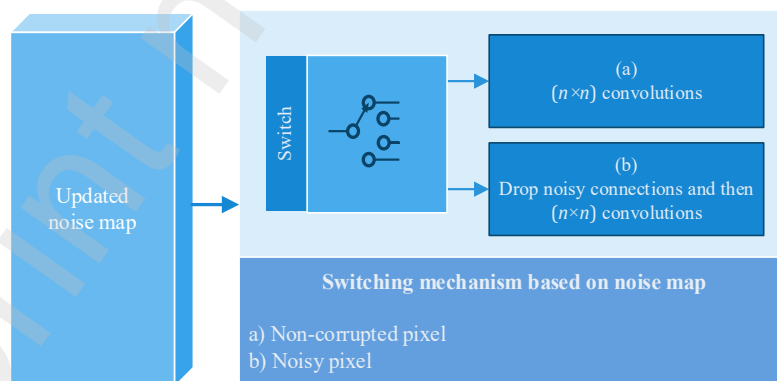 Updated
noise map
Switch
(a)
(n×n) convolutions
(b)
Drop noisy connections and then
(n×n) convolutions
Switching mechanism based on noise map
a) Non-corrupted pixel
b) Noisy pixel